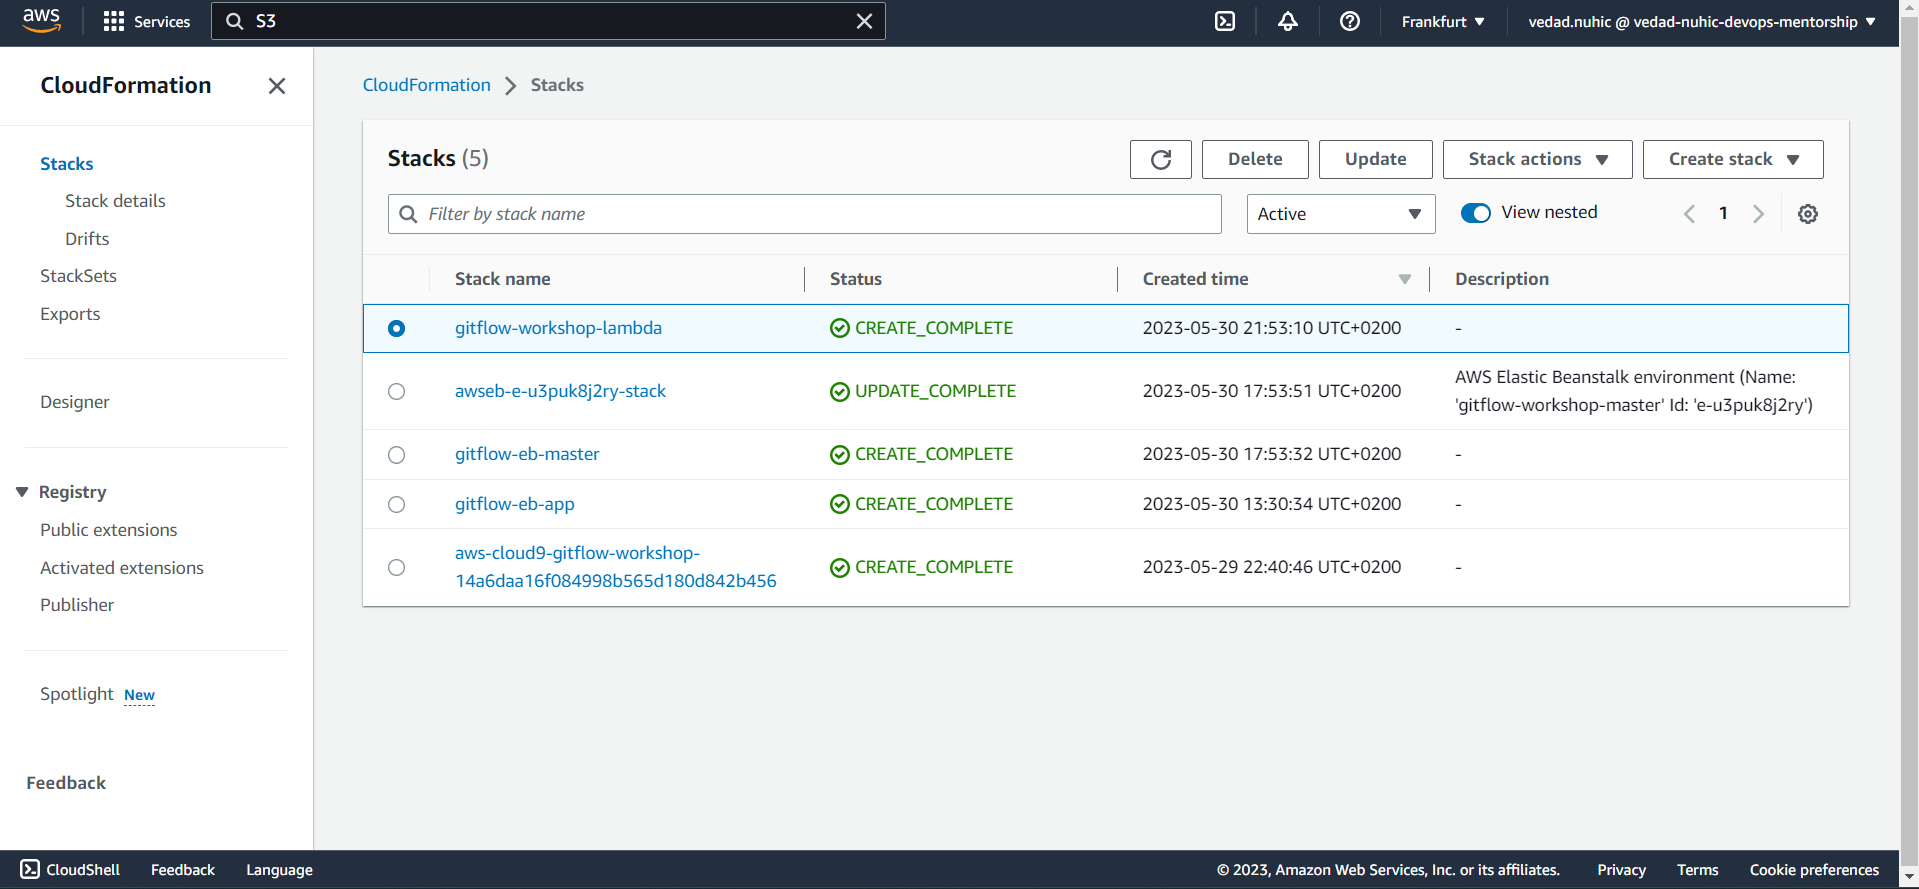 aws
Services
S3
Frankfurt
vedad.nuhic @ vedad-nuhic-devops-mentorship
CloudFormation
Stacks
Stack details
Drifts
StackSets
Exports
Designer
Registry
Public extensions
Activated extensions
Publisher
Spotlight New
Feedback
CloudFormation > Stacks
Stacks (5)
Delete
Update
Stack actions
Create stack
Filter by stack name
Active
View nested
1
Stack name Status Created time Description
gitflow-workshop-lambda CREATE_COMPLETE 2023-05-30 21:53:10 UTC+0200 -
awseb-e-u3puk8j2ry-stack UPDATE_COMPLETE 2023-05-30 17:53:51 UTC+0200 AWS Elastic Beanstalk environment (Name:
'gitflow-workshop-master' Id: 'e-u3puk8j2ry')
gitflow-eb-master CREATE_COMPLETE 2023-05-30 17:53:32 UTC+0200 -
gitflow-eb-app CREATE_COMPLETE 2023-05-30 13:30:34 UTC+0200 -
aws-cloud9-gitflow-workshop-
14a6daa16f084998b565d180d842b456 CREATE_COMPLETE 2023-05-29 22:40:46 UTC+0200 -
CloudShell Feedback Language
© 2023, Amazon Web Services, Inc. or its affiliates. Privacy Terms Cookie preferences